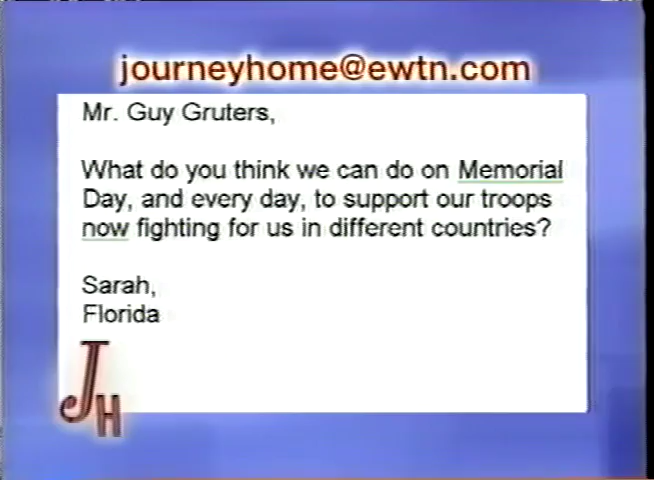 journeyhome@ewtn.com
Mr. Guy Gruters,
What do you think we can do on Memorial
Day, and every day, to support our troops
now fighting for us in different countries?
Sarah,
Florida
JH